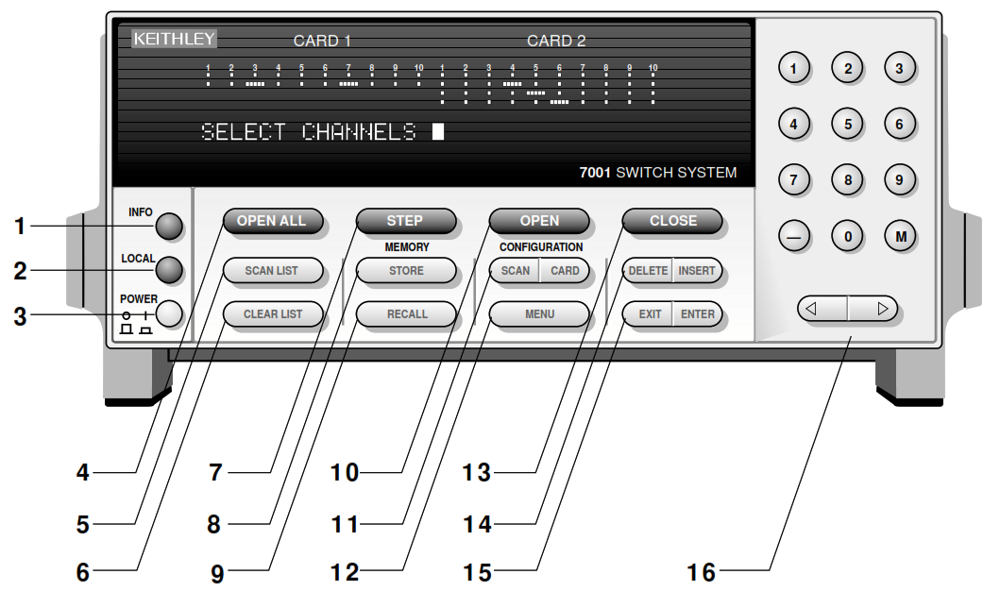 KEITHLEY
CARD 1 CARD 2
1 2 3 4 5 6 7 8 9 10 1 2 3 4 5 6 7 8 9 10
SELECT CHANNELS
7001 SWITCH SYSTEM
1 2 3
4 5 6
7 8 9
— 0 M
INFO
LOCAL
POWER
OPEN ALL STEP OPEN CLOSE
MEMORY CONFIGURATION
SCAN LIST STORE SCAN CARD DELETE INSERT
CLEAR LIST RECALL MENU EXIT ENTER
1
2
3
4 7 10 13
5 8 11 14
6 9 12 15 16